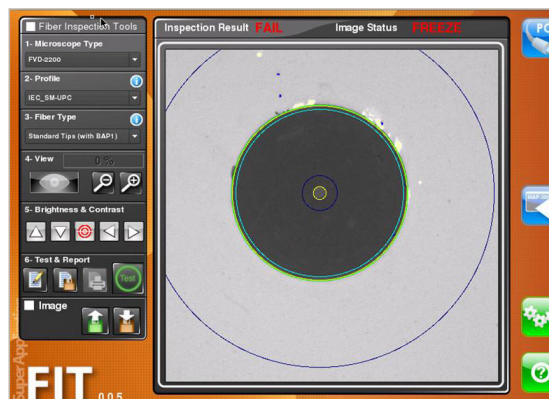 Fiber Inspection Tools
Inspection Result FAIL
Image Status FREEZE
1- Microscope Type
FVD-2200
2- Profile
IEC_SM-UPC
3- Fiber Type
Standard Tips (with BAP1)
4- View
0 %
5- Brightness & Contrast
6- Test & Report
Test
Image
FIT
0.0.5